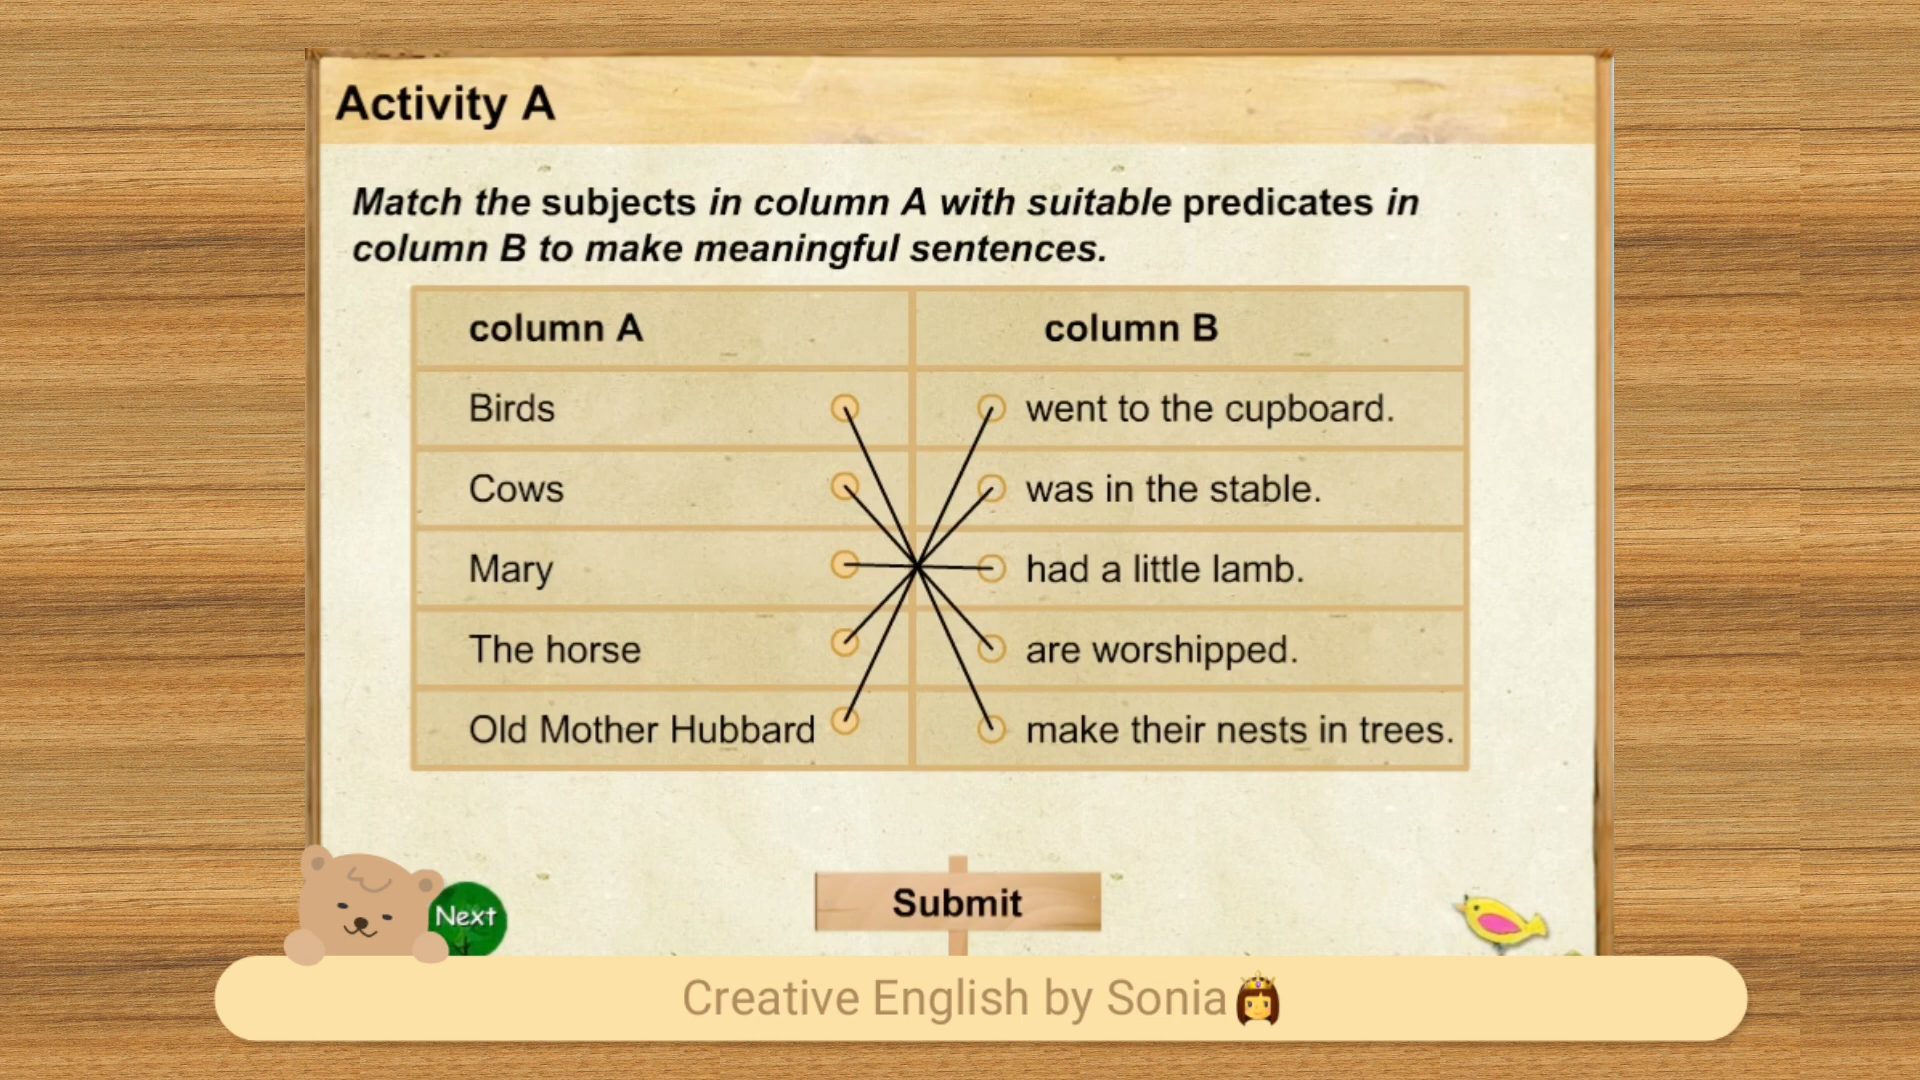 Activity A
Match the subjects in column A with suitable predicates in
column B to make meaningful sentences.
column A column B
Birds went to the cupboard.
Cows was in the stable.
Mary had a little lamb.
The horse are worshipped.
Old Mother Hubbard make their nests in trees.
Next
Submit
Creative English by Sonia👸